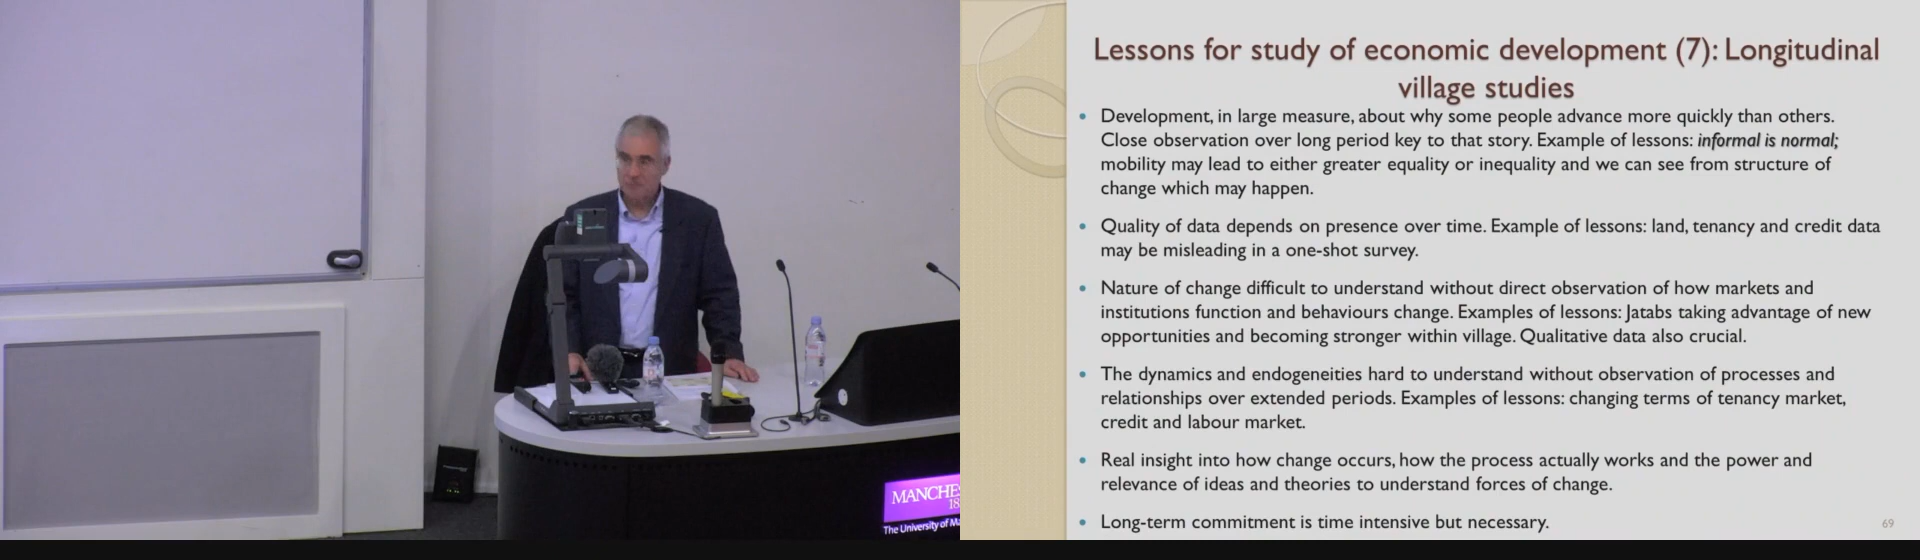 Lessons for study of economic development (7): Longitudinal
village studies
• Development, in large measure, about why some people advance more quickly than others.
Close observation over long period key to that story. Example of lessons: informal is normal;
mobility may lead to either greater equality or inequality and we can see from structure of
change which may happen.
• Quality of data depends on presence over time. Example of lessons: land, tenancy and credit data
may be misleading in a one-shot survey.
• Nature of change difficult to understand without direct observation of how markets and
institutions function and behaviours change. Examples of lessons: Jatabs taking advantage of new
opportunities and becoming stronger within village. Qualitative data also crucial.
• The dynamics and endogeneities hard to understand without observation of processes and
relationships over extended periods. Examples of lessons: changing terms of tenancy market,
credit and labour market.
• Real insight into how change occurs, how the process actually works and the power and
relevance of ideas and theories to understand forces of change.
• Long-term commitment is time intensive but necessary.
69
MANCHE
18
The University of Ma